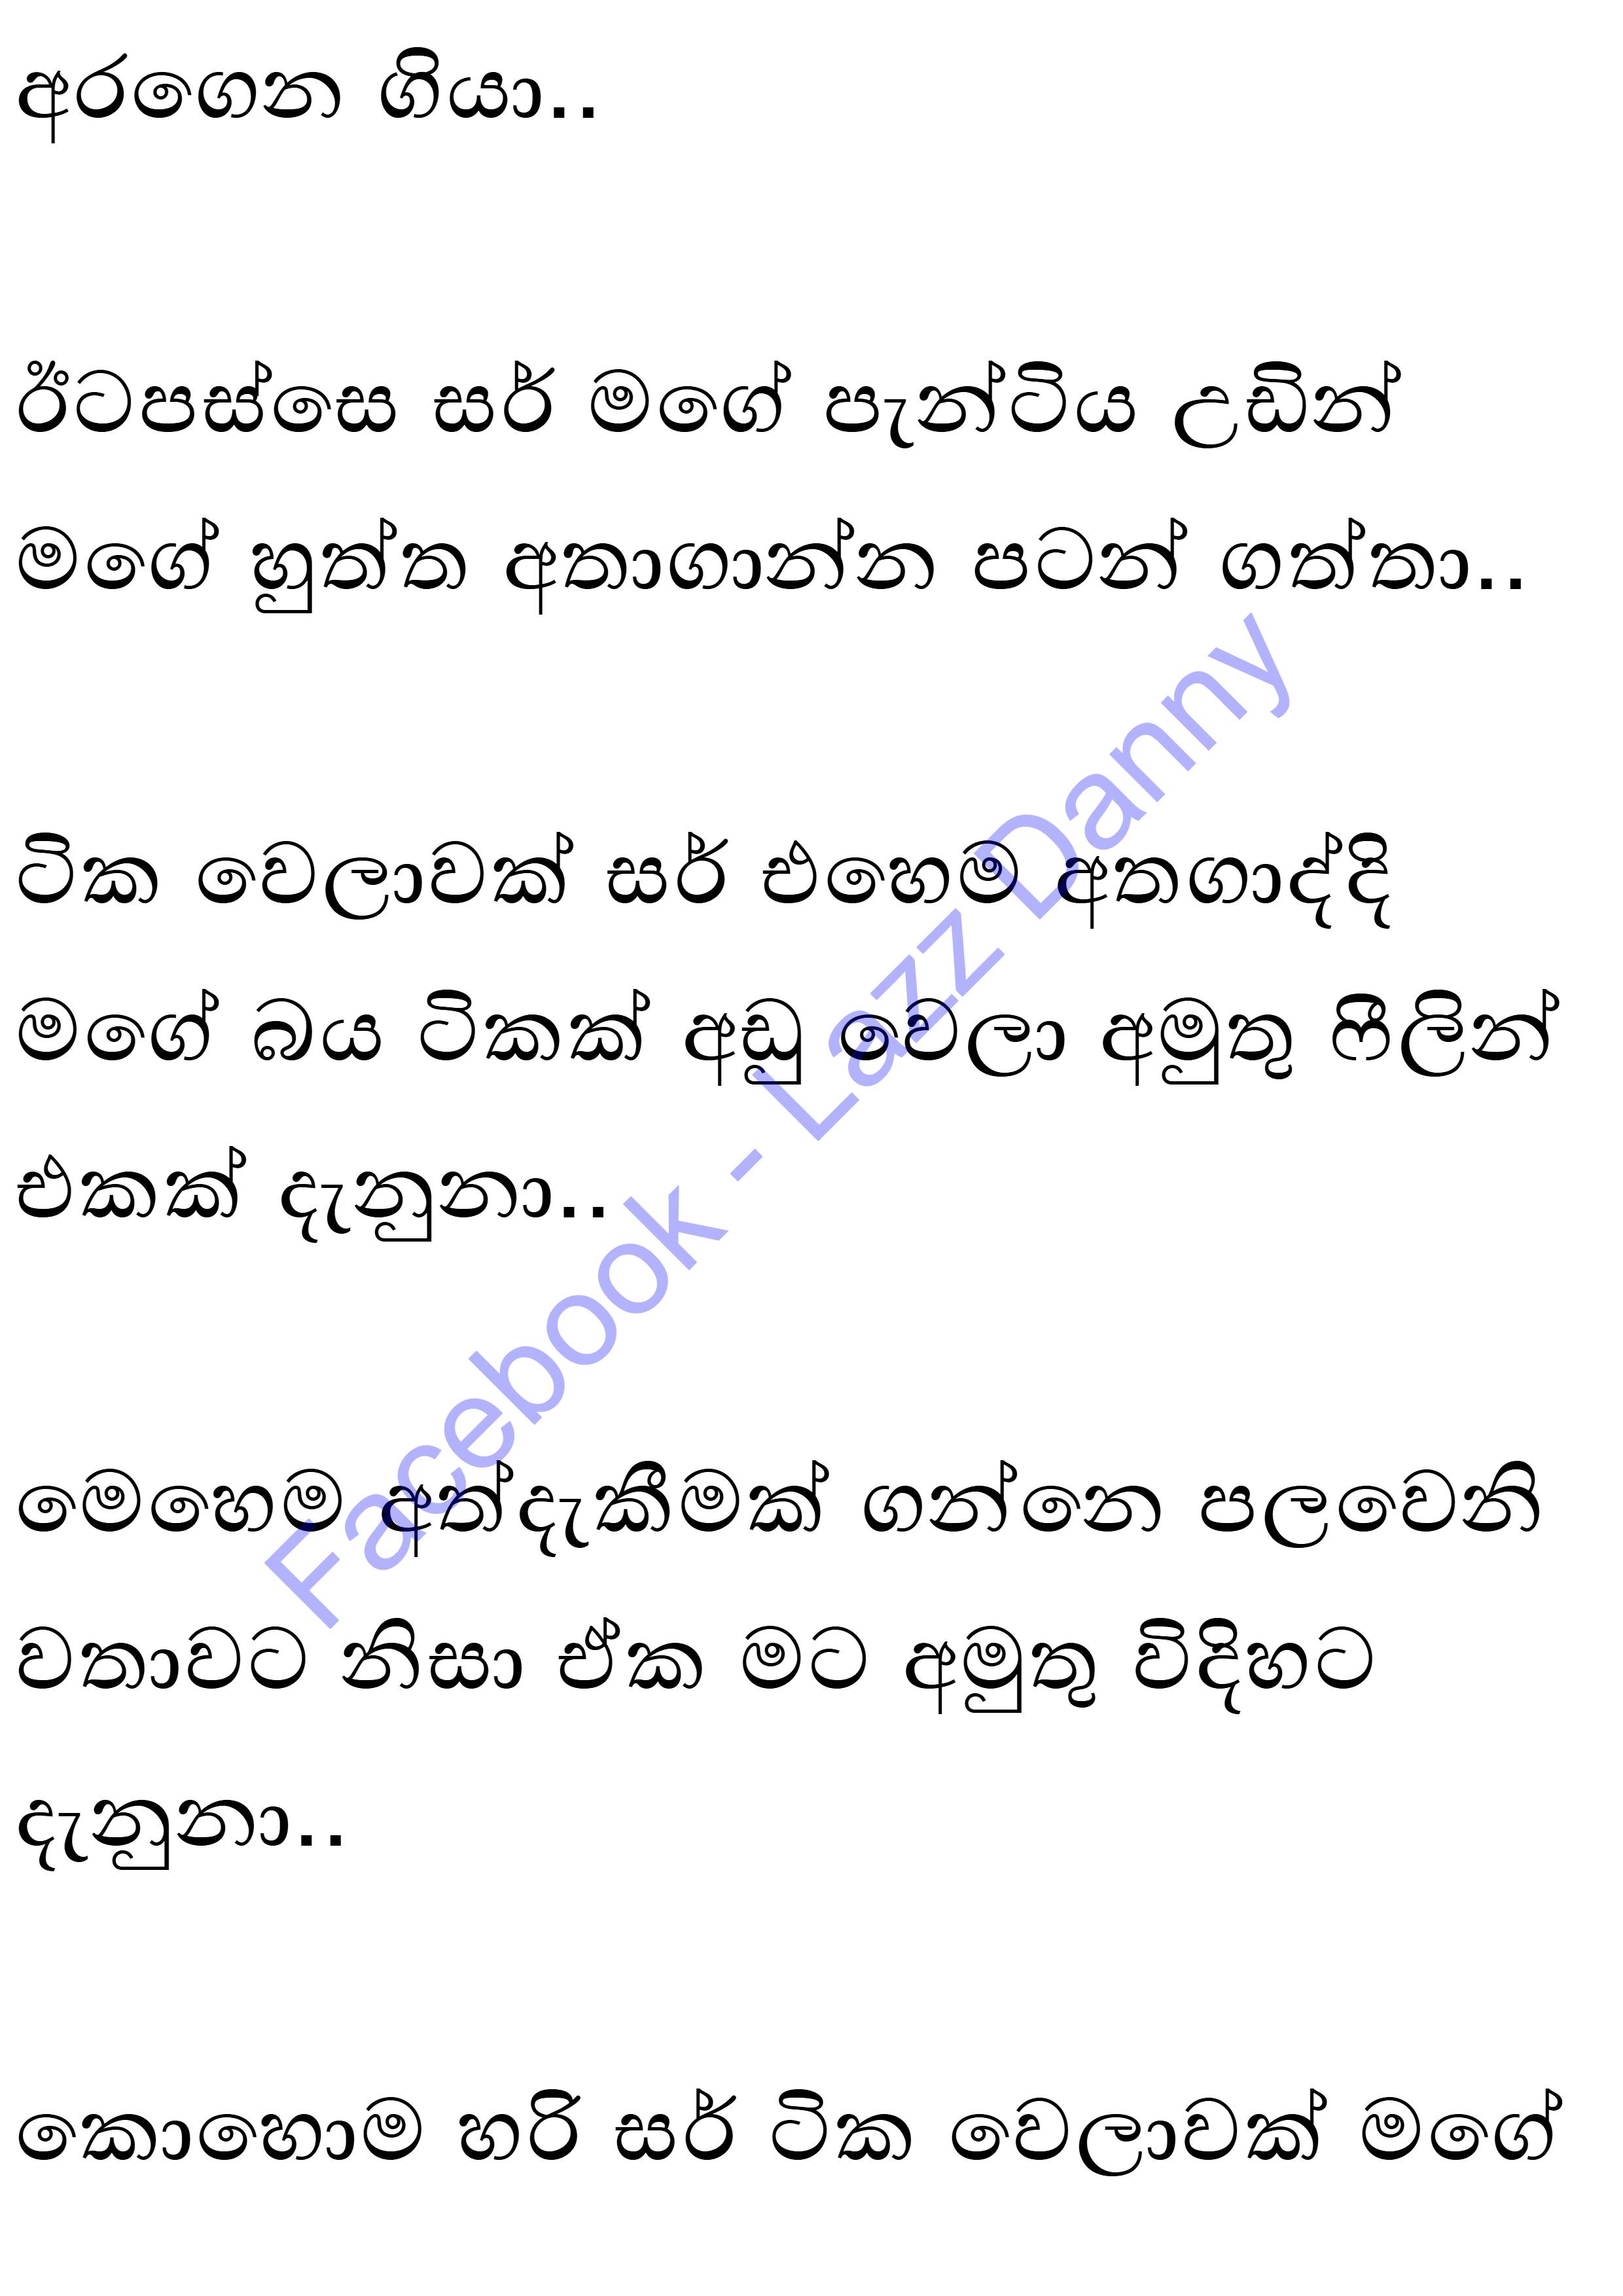 අරගෙන ගියා..
ඊටපස්සෙ සර් මගේ පැන්ටිය උඩින්
මගේ හුත්ත අතාගාන්න පටන් ගත්තා..
ටික වෙලාවක් සර් එහෙම අතගාද්දි
මගේ බය ටිකක් අඩු වෙලා අමුතු ෆීලින්
එකක් දැනුනා..
මෙහෙම අත්දැකීමක් ගන්නෙ පලවෙනි
වතාවට නිසා ඒක මට අමුතු විදිහට
දැනුනා..
කොහොම හරි සර් ටික වෙලාවක් මගේ
Facebook - Lazz Danny